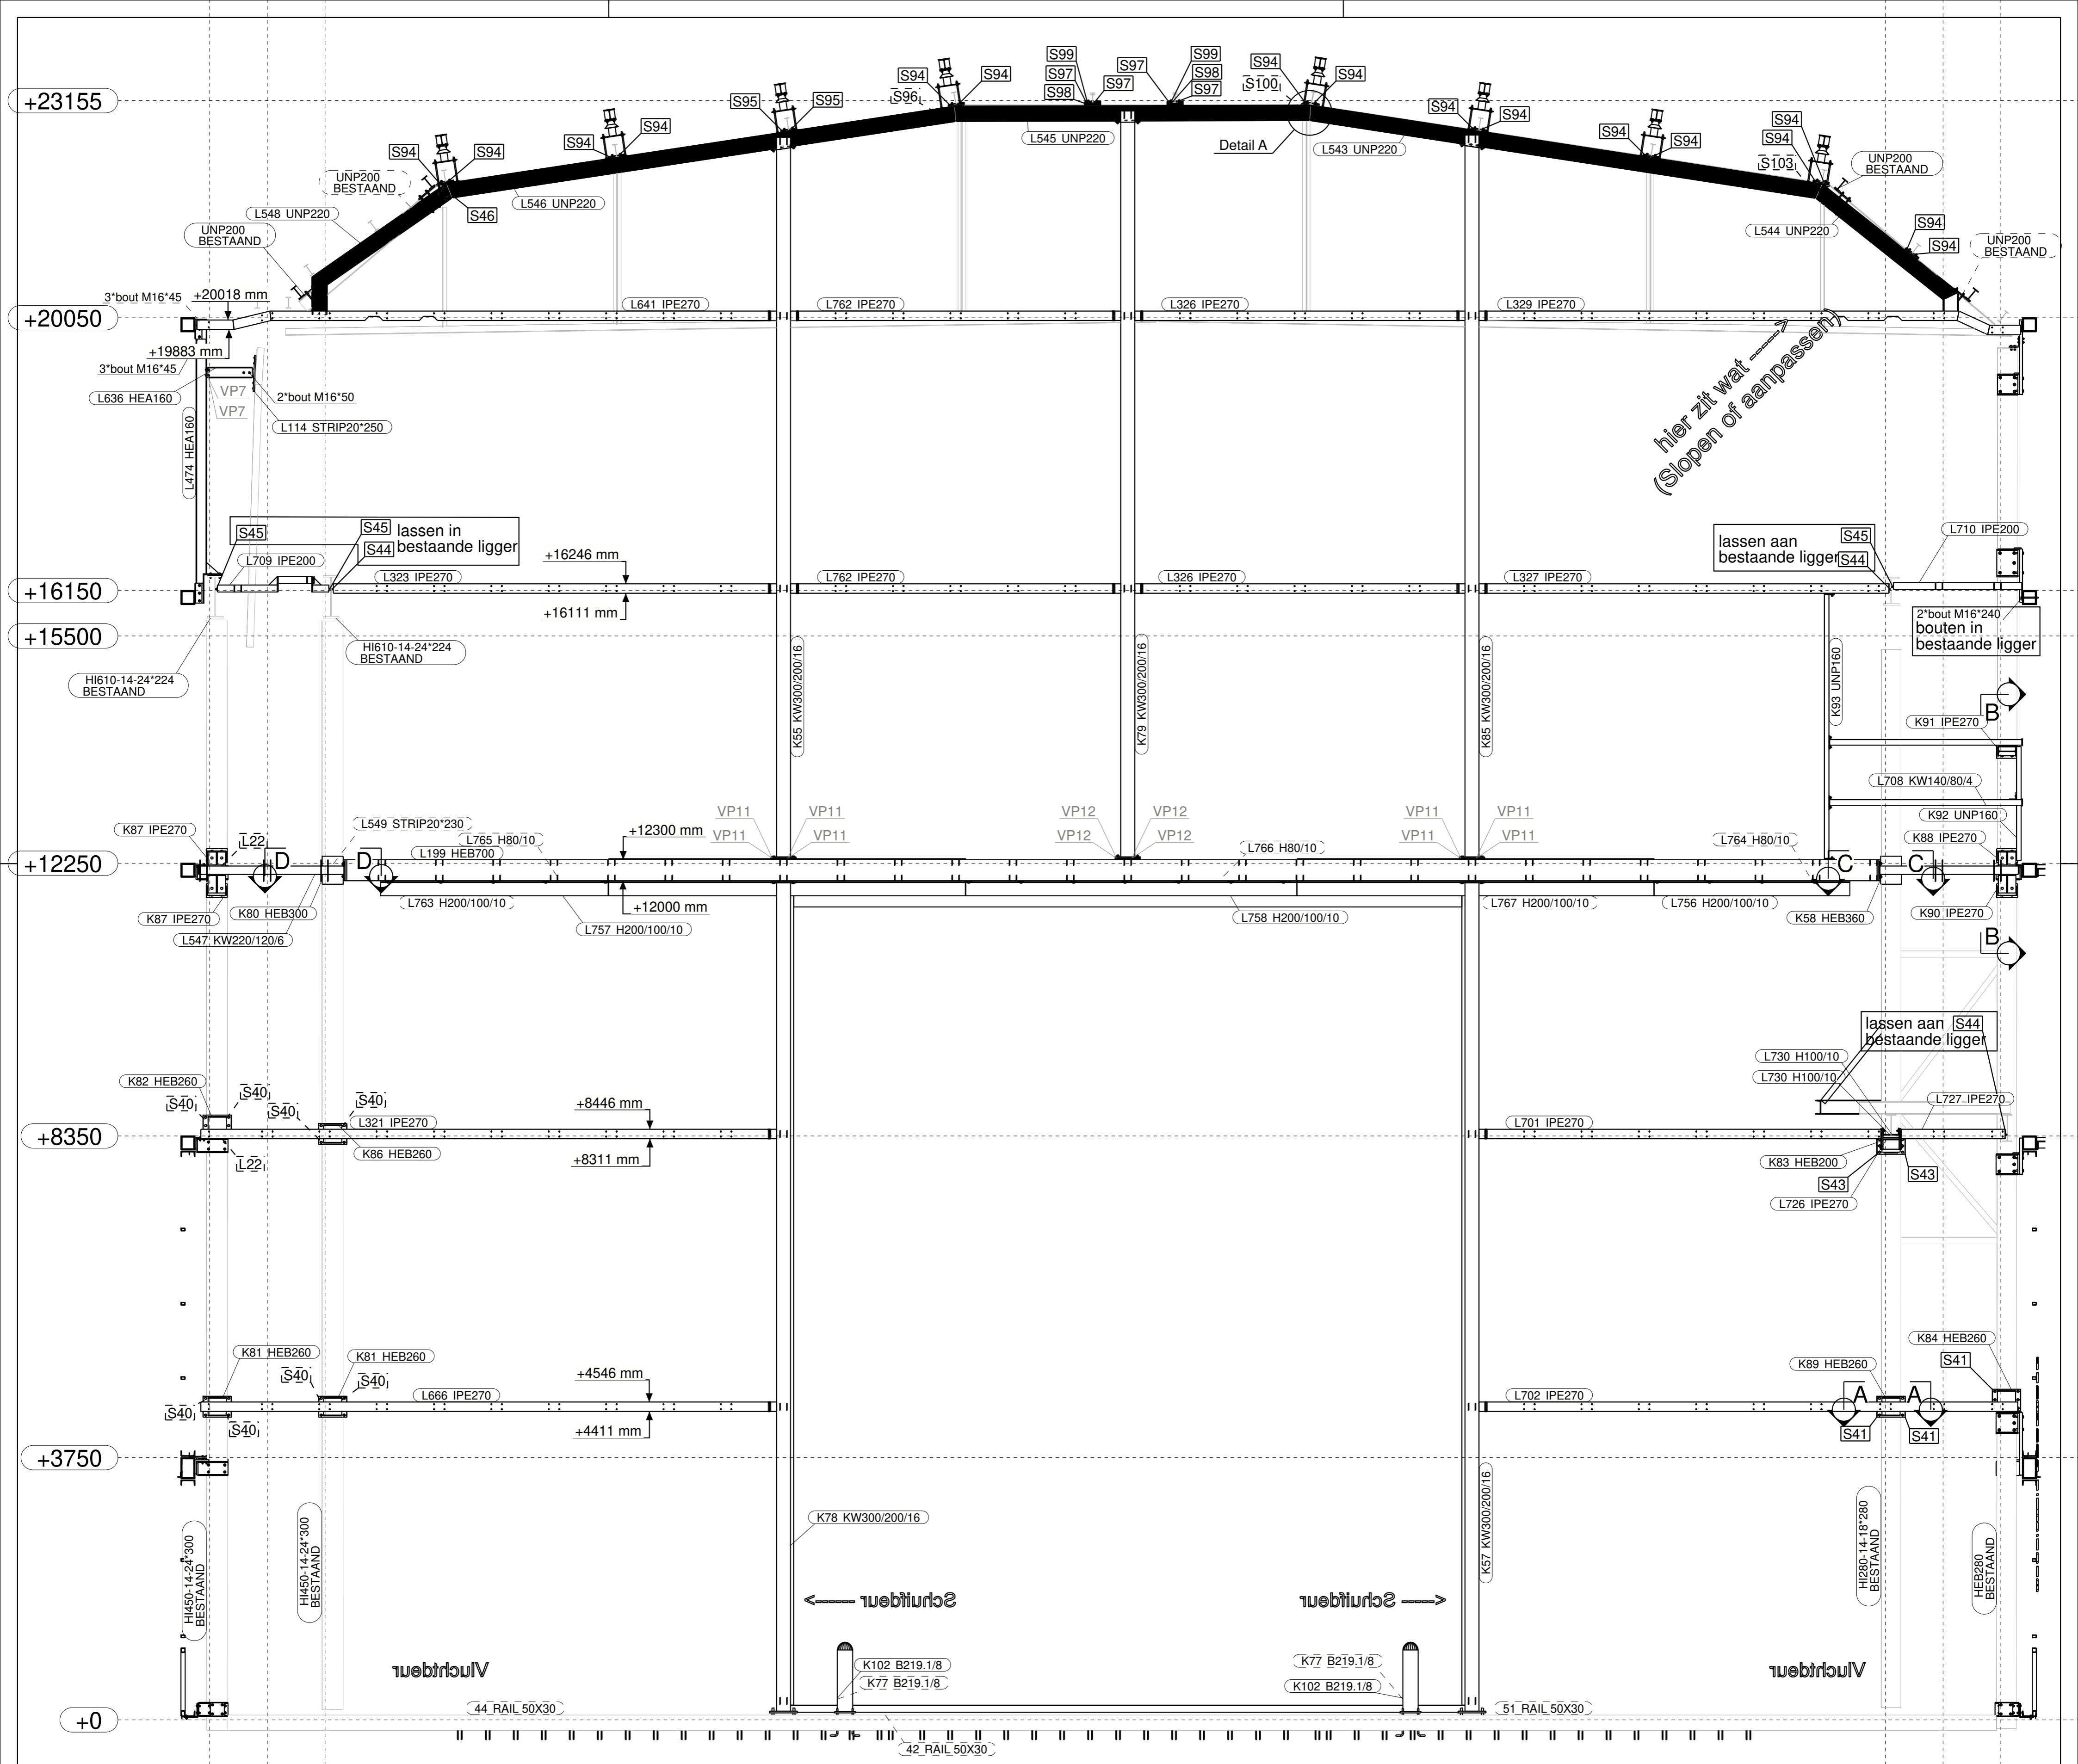 +23155
S94
S94
S94
S94
S95
S95
S94
S94
S96
S99
S97
S98
S97
S97
S99
S98
S97
S94
S100
S94
S94
S94
S94
S94
S94
S94
S103
L545 UNP220
Detail A
L543 UNP220
UNP200
BESTAAND
UNP200
BESTAAND
S46
L546 UNP220
L548 UNP220
UNP200
BESTAAND
L544 UNP220
S94
S94
UNP200
BESTAAND
3*bout M16*45
+20018 mm
+20050
L641 IPE270
L762 IPE270
L326 IPE270
L329 IPE270
+19883 mm
3*bout M16*45
L636 HEA160
VP7
VP7
2*bout M16*50
L114 STRIP20*250
L474 HEA160
hier zit wat ----->
(Slopen of aanpassen)
S45
S45
S44
lassen in
bestaande ligger
L709 IPE200
L323 IPE270
+16246 mm
L762 IPE270
L326 IPE270
L327 IPE270
lassen aan
bestaande ligger
S45
S44
L710 IPE200
+16150
+16111 mm
2*bout M16*240
bouten in
bestaande ligger
+15500
HI610-14-24*224
BESTAAND
HI610-14-24*224
BESTAAND
K55 KW300/200/16
K79 KW300/200/16
K85 KW300/200/16
K93 UNP160
B
K91 IPE270
L708 KW140/80/4
K92 UNP160
K88 IPE270
VP11
VP11
VP11
VP11
VP12
VP12
VP12
VP12
VP11
VP11
VP11
VP11
K87 IPE270
L22
L549 STRIP20*230
L765 H80/10
L199 HEB700
+12300 mm
L766 H80/10
L764 H80/10
+12250
D
D
C
C
K87 IPE270
K80 HEB300
L547 KW220/120/6
L763 H200/100/10
+12000 mm
L757 H200/100/10
L758 H200/100/10
L767 H200/100/10
L756 H200/100/10
K58 HEB360
K90 IPE270
B
lassen aan
bestaande ligger
S44
L730 H100/10
L730 H100/10
K82 HEB260
S40
S40
S40
S40
L321 IPE270
+8446 mm
L701 IPE270
L727 IPE270
+8350
L22
K86 HEB260
+8311 mm
K83 HEB200
S43
S43
L726 IPE270
K81 HEB260
K81 HEB260
S40
S40
L666 IPE270
+4546 mm
L702 IPE270
K89 HEB260
K84 HEB260
S41
A
A
S40
S40
+4411 mm
S41
S41
+3750
HI450-14-24*300
BESTAAND
HI450-14-24*300
BESTAAND
K78 KW300/200/16
K57 KW300/200/16
HI280-14-18*280
BESTAAND
HEB280
BESTAAND
Schuifdeur ----->
Schuifdeur ----->
Vluchtdeur
Vluchtdeur
K102 B219.1/8
K77 B219.1/8
K77 B219.1/8
K102 B219.1/8
+0
44 RAIL 50X30
51 RAIL 50X30
42 RAIL 50X30